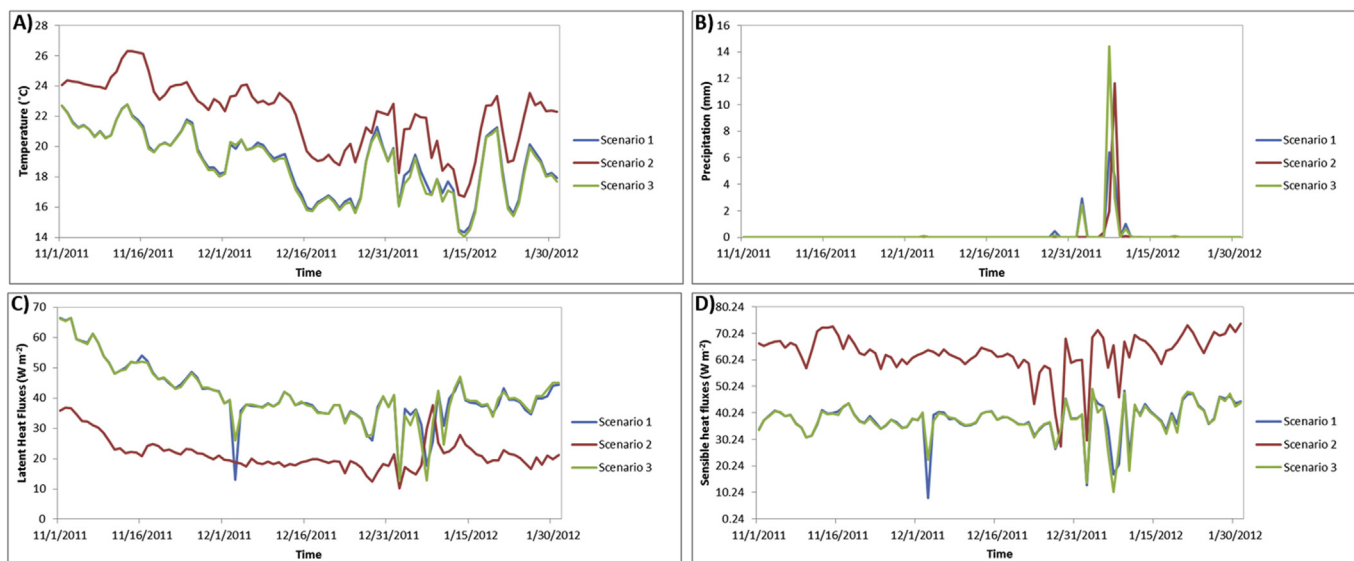 A)
Temperature (˚C)
28
26
24
22
20
18
16
14
11/1/2011 11/16/2011 12/1/2011 12/16/2011 12/31/2011 1/15/2012 1/30/2012
Time
Scenario 1
Scenario 2
Scenario 3
B)
Precipitation (mm)
16
14
12
10
8
6
4
2
0
11/1/2011 11/16/2011 12/1/2011 12/16/2011 12/31/2011 1/15/2012 1/30/2012
Time
Scenario 1
Scenario 2
Scenario 3
C)
Latent Heat Fluxes (W m-2)
70
60
50
40
30
20
10
0
11/1/2011 11/16/2011 12/1/2011 12/16/2011 12/31/2011 1/15/2012 1/30/2012
Time
Scenario 1
Scenario 2
Scenario 3
D)
Sensible heat fluxes (W m-2)
80.24
70.24
60.24
50.24
40.24
30.24
20.24
10.24
0.24
11/1/2011 11/16/2011 12/1/2011 12/16/2011 12/31/2011 1/15/2012 1/30/2012
Time
Scenario 1
Scenario 2
Scenario 3